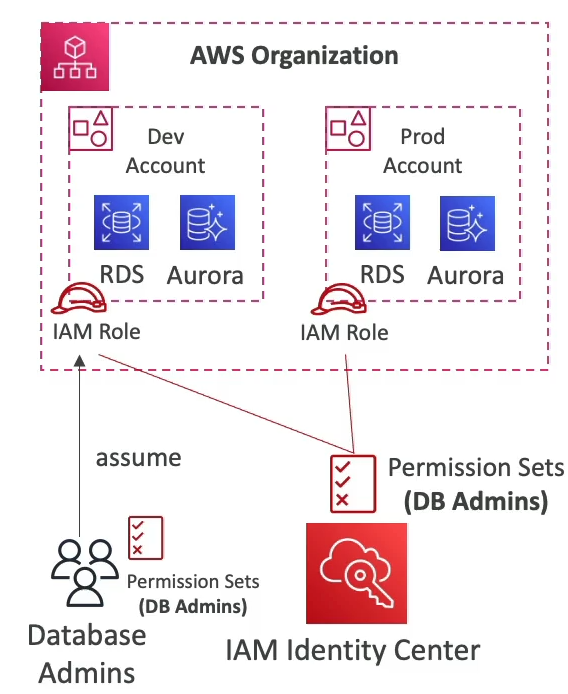 AWS Organization
Dev
Account
Prod
Account
RDS
Aurora
RDS
Aurora
IAM Role
IAM Role
assume
Permission Sets
(DB Admins)
Permission Sets
(DB Admins)
Database
Admins
IAM Identity Center